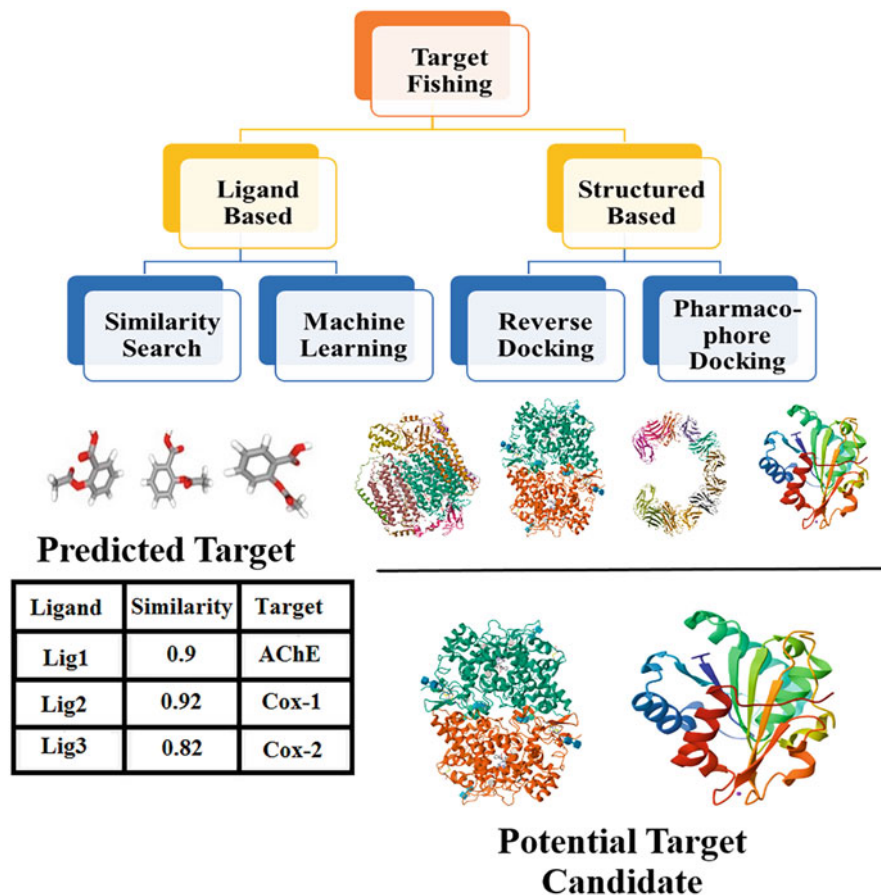 Target
Fishing
Ligand
Based
Structured
Based
Similarity
Search
Machine
Learning
Reverse
Docking
Pharmaco-
phore
Docking
Predicted Target
Ligand Similarity Target
Lig1 0.9 AChE
Lig2 0.92 Cox-1
Lig3 0.82 Cox-2
Potential Target
Candidate